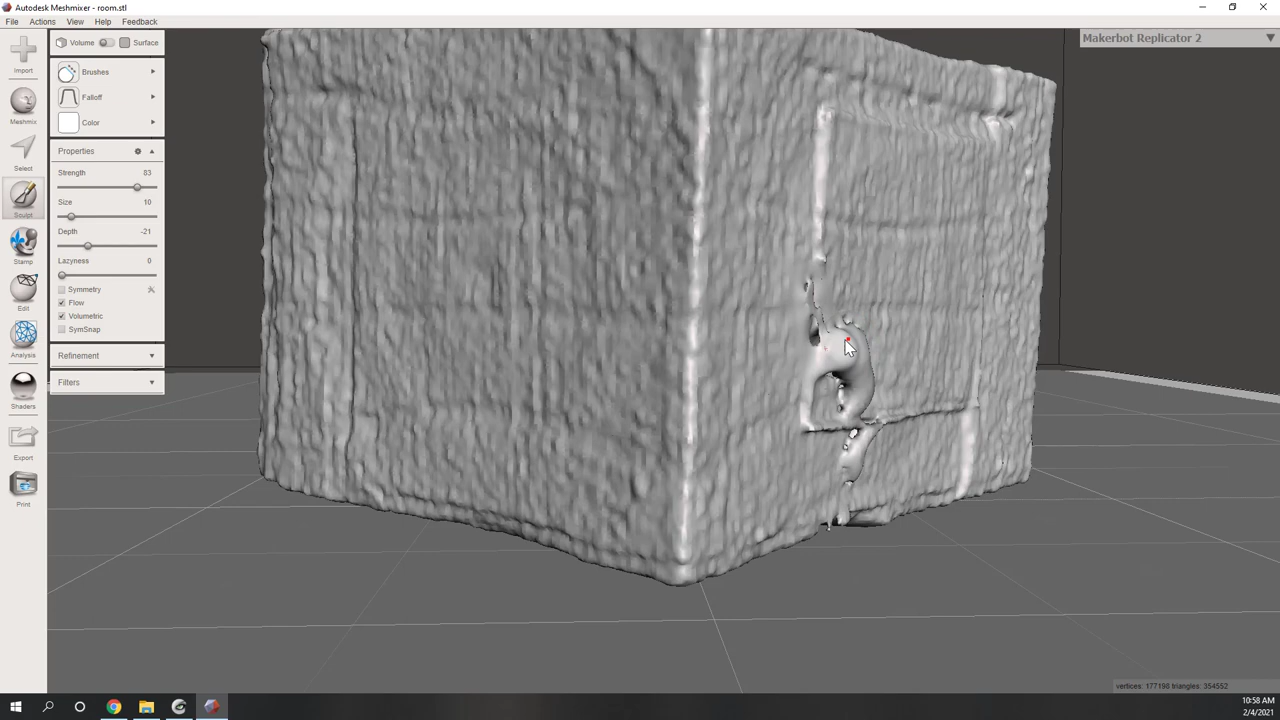 Autodesk Meshmixer - room.stl
File Actions View Help Feedback
Import
Meshmix
Select
Sculpt
Stamp
Edit
Analysis
Shaders
Export
Print
Volume Surface
Brushes
Falloff
Color
Properties
Strength 83
Size 10
Depth -21
Lazyness 0
Symmetry
Flow
Volumetric
SymSnap
Refinement
Filters
Makerbot Replicator 2
vertices: 177198 triangles: 354552
10:58 AM
2/4/2021